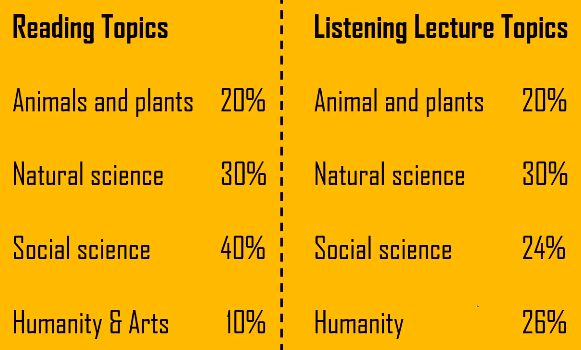 Reading Topics
Animals and plants 20%
Natural science 30%
Social science 40%
Humanity & Arts 10%
Listening Lecture Topics
Animal and plants 20%
Natural science 30%
Social science 24%
Humanity 26%